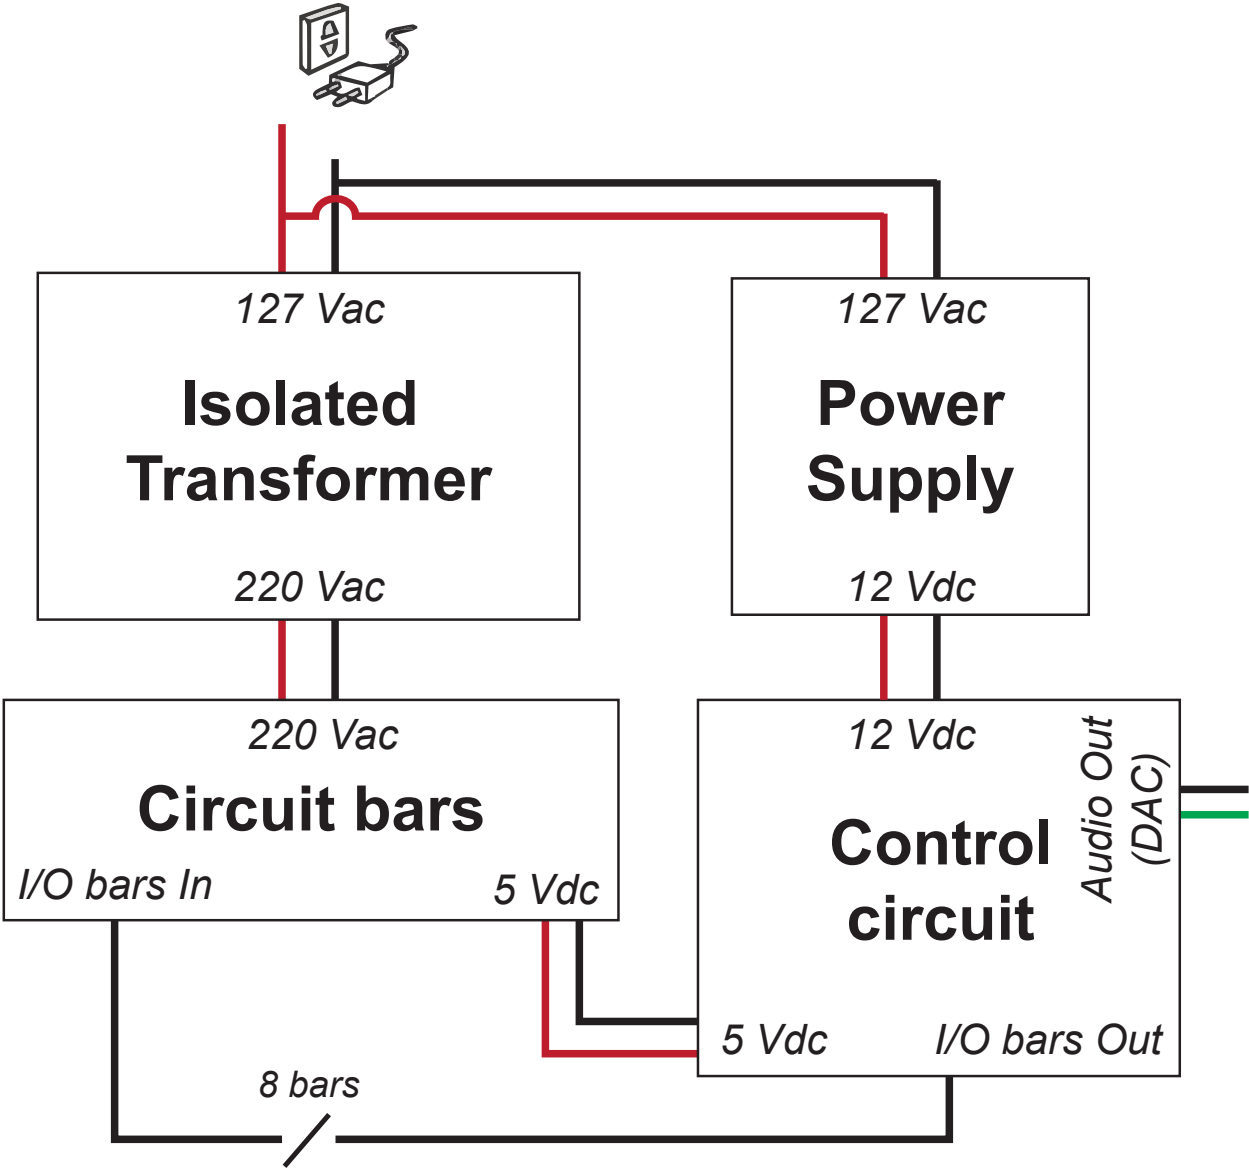 127 Vac
Isolated
Transformer
220 Vac
127 Vac
Power
Supply
12 Vdc
220 Vac
Circuit bars
I/O bars In
5 Vdc
12 Vdc
Audio Out
(DAC)
Control
circuit
5 Vdc
I/O bars Out
8 bars